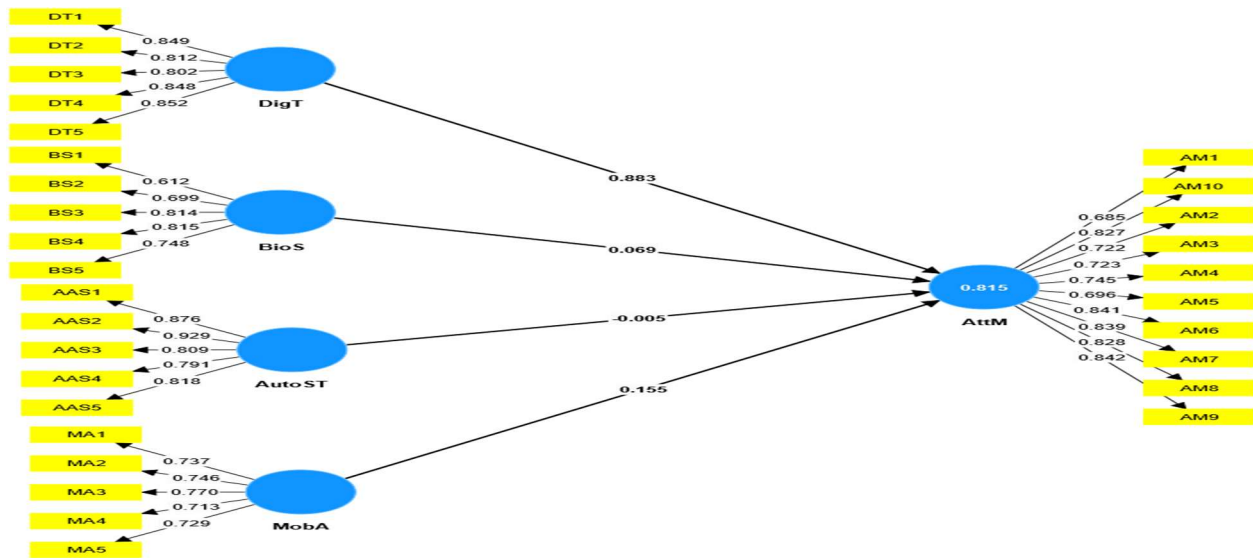 DT1
DT2
DT3
DT4
DT5
0.849
0.812
0.802
0.848
0.852
DigT
BS1
BS2
BS3
BS4
BS5
0.612
0.699
0.814
0.815
0.748
BioS
AAS1
AAS2
AAS3
AAS4
AAS5
0.876
0.929
0.809
0.791
0.818
AutoST
MA1
MA2
MA3
MA4
MA5
0.737
0.746
0.770
0.713
0.729
MobA
0.883
0.069
-0.005
0.155
0.815
AttM
0.685
0.827
0.722
0.723
0.745
0.696
0.841
0.839
0.828
0.842
AM1
AM10
AM2
AM3
AM4
AM5
AM6
AM7
AM8
AM9